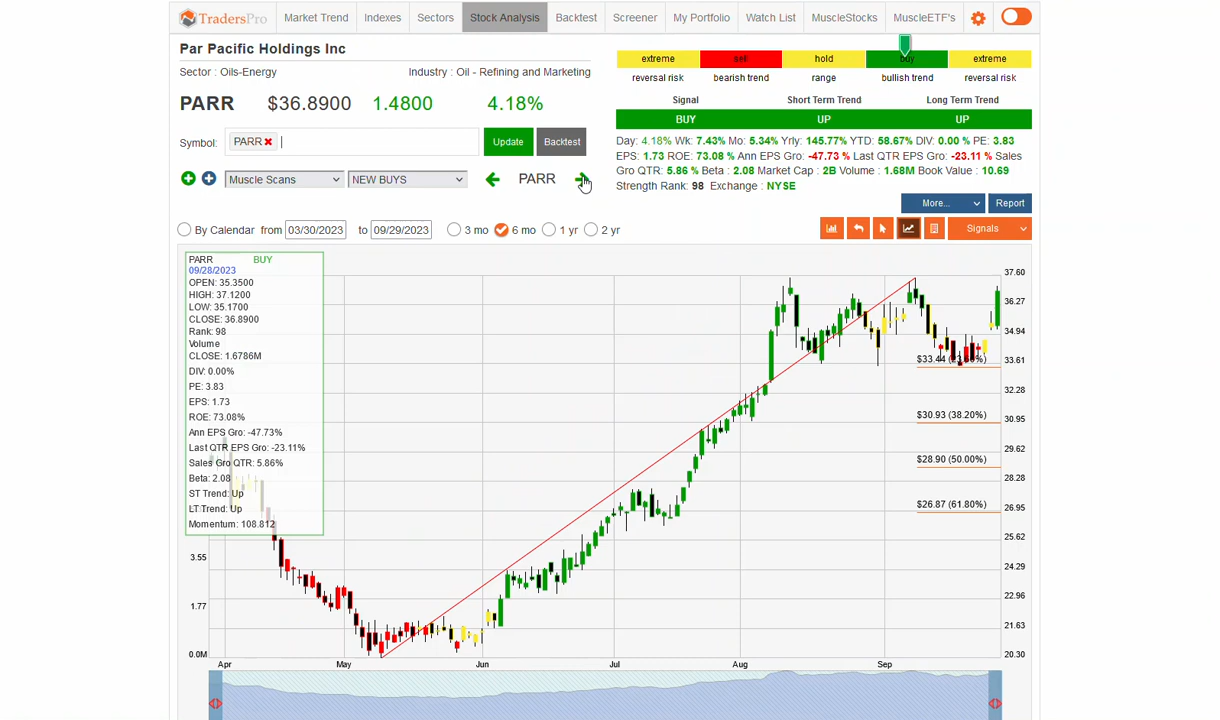 TradersPro Market Trend Indexes Sectors Stock Analysis Backtest Screener My Portfolio Watch List MuscleStocks MuscleETF's
Par Pacific Holdings Inc
Sector : Oils-Energy Industry : Oil - Refining and Marketing
PARR $36.8900 1.4800 4.18%
Symbol: PARR Update Backtest
Muscle Scans NEW BUYS PARR
extreme sell hold buy extreme
reversal risk bearish trend range bullish trend reversal risk
Signal Short Term Trend Long Term Trend
BUY UP UP
Day: 4.18% Wk: 7.43% Mo: 5.34% Yrly: 145.77% YTD: 58.67% DIV: 0.00 % PE: 3.83
EPS: 1.73 ROE: 73.08 % Ann EPS Gro: -47.73 % Last QTR EPS Gro: -23.11 % Sales
Gro QTR: 5.86 % Beta : 2.08 Market Cap : 2B Volume : 1.68M Book Value : 10.69
Strength Rank: 98 Exchange : NYSE
More... Report
By Calendar from 03/30/2023 to 09/29/2023 3 mo 6 mo 1 yr 2 yr Signals
PARR BUY
09/28/2023
OPEN: 35.3500
HIGH: 37.1200
LOW: 35.1700
CLOSE: 36.8900
Rank: 98
Volume
CLOSE: 1.6786M
DIV: 0.00%
PE: 3.83
EPS: 1.73
ROE: 73.08%
Ann EPS Gro: -47.73%
Last QTR EPS Gro: -23.11%
Sales Gro QTR: 5.86%
Beta: 2.08
ST Trend: Up
LT Trend: Up
Momentum: 108.812
3.55
1.77
0.0M
$33.44 (23.60%)
$30.93 (38.20%)
$28.90 (50.00%)
$26.87 (61.80%)
37.60
36.27
34.94
33.61
32.28
30.95
29.62
28.28
26.95
25.62
24.29
22.96
21.63
20.30
Apr May Jun Jul Aug Sep